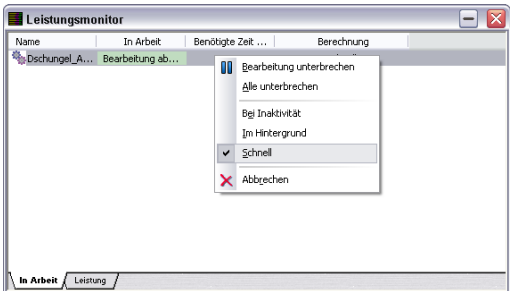 Leistungsmonitor
Name In Arbeit Benötigte Zeit ... Berechnung
Dschungel_A... Bearbeitung ab...
Bearbeitung unterbrechen
Alle unterbrechen
Bei Inaktivität
Im Hintergrund
Schnell
Abbrechen
In Arbeit Leistung